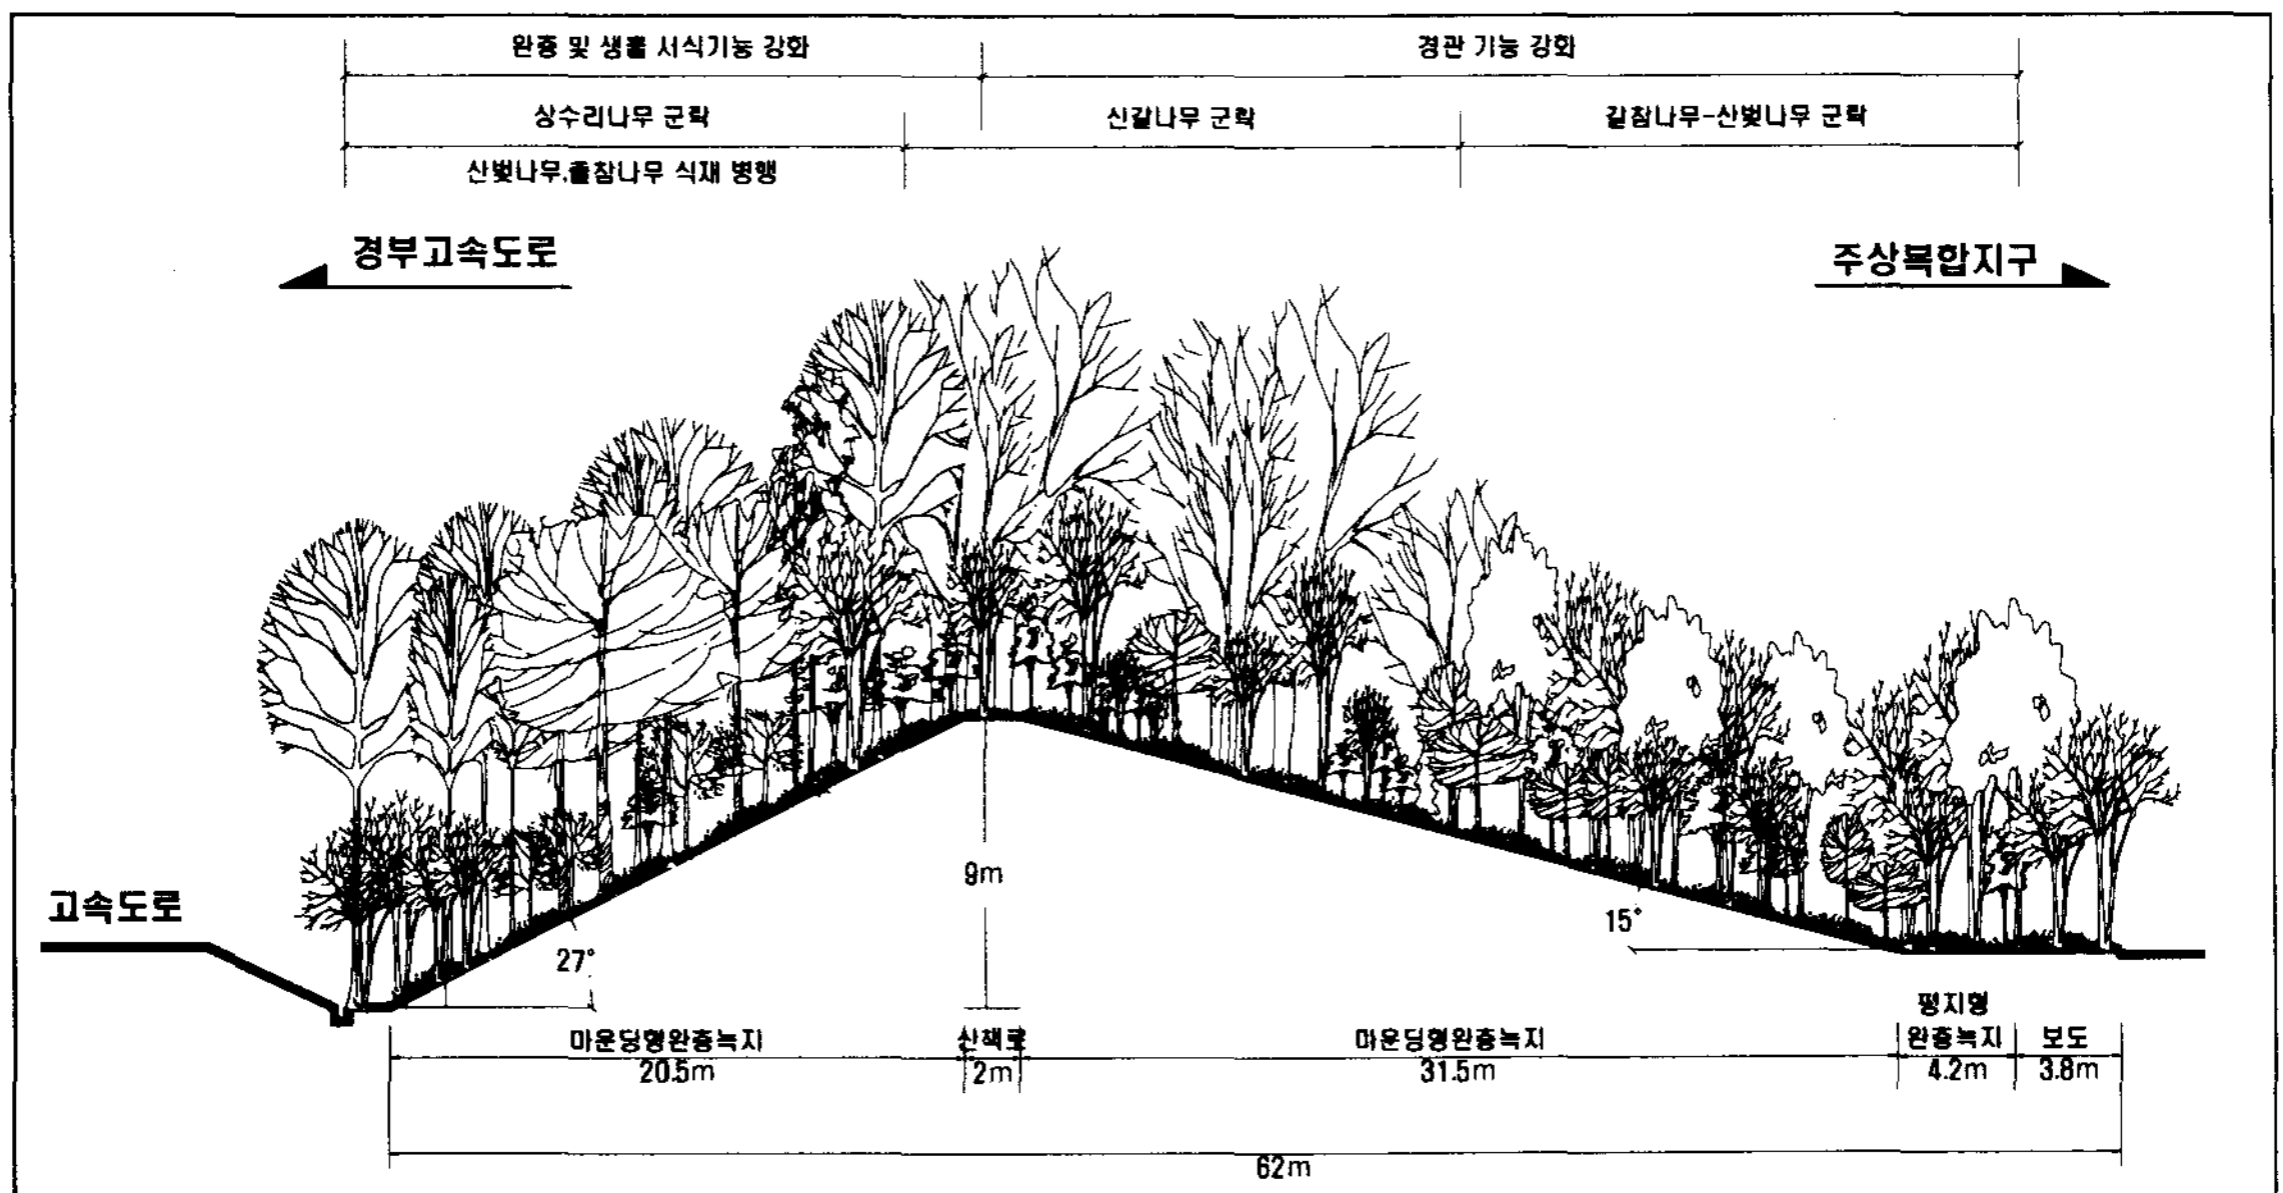 완충 및 생물 서식기능 강화
경관 기능 강화
상수리나무 군락
신갈나무 군락
갈참나무-산벚나무 군락
산벚나무,졸참나무 식재 병행
경부고속도로
주상복합지구
9m
고속도로
15°
27°
평지형
마운딩형완충녹지
산책로
마운딩형완충녹지
완충녹지
보도
20.5m
2m
31.5m
4.2m
3.8m
62m